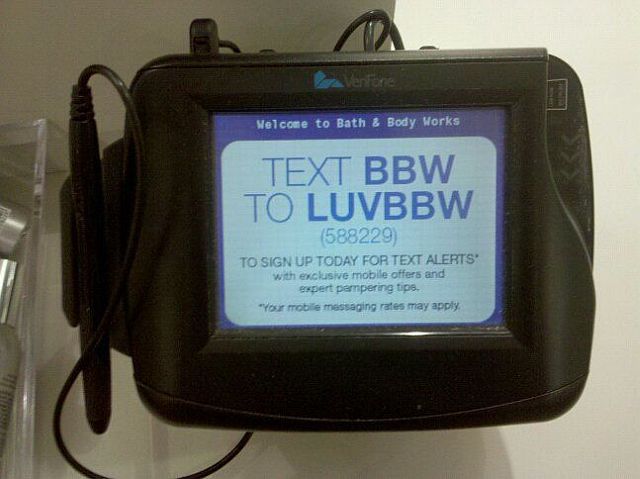 VeriFone
Welcome to Bath & Body Works
TEXT BBW
TO LUVBBW
(588229)
TO SIGN UP TODAY FOR TEXT ALERTS*
with exclusive mobile offers and
expert pampering tips.
*Your mobile messaging rates may apply.